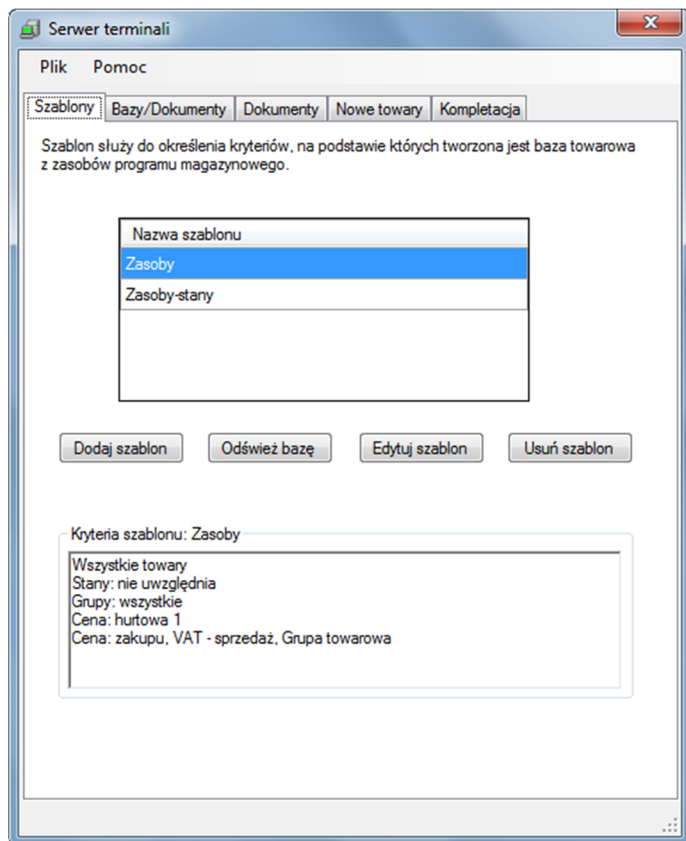 Serwer terminali
Plik Pomoc
Szablony Bazy/Dokumenty Dokumenty Nowe towary Kompletacja
Szablon służy do określenia kryteriów, na podstawie których tworzona jest baza towarowa
z zasobów programu magazynowego.
Nazwa szablonu
Zasoby
Zasoby-stany
Dodaj szablon Odśwież bazę Edytuj szablon Usuń szablon
Kryteria szablonu: Zasoby
Wszystkie towary
Stany: nie uwzględnia
Grupy: wszystkie
Cena: hurtowa 1
Cena: zakupu, VAT - sprzedaż, Grupa towarowa